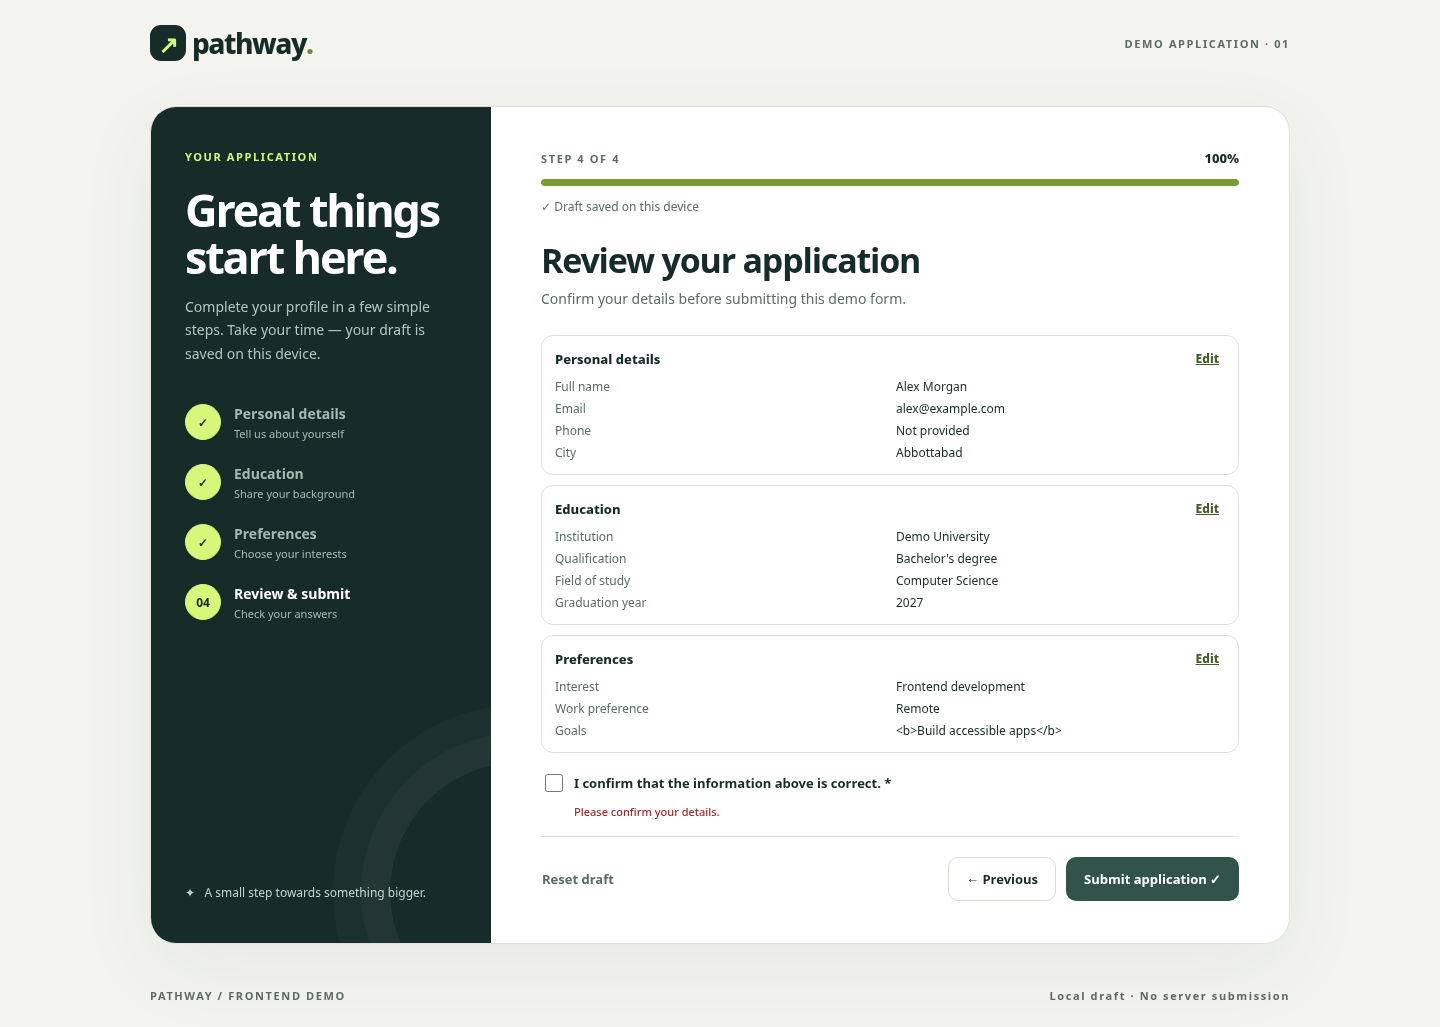 ↗ pathway.
DEMO APPLICATION · 01
YOUR APPLICATION
Great things
start here.
Complete your profile in a few simple
steps. Take your time — your draft is
saved on this device.
✓ Personal details
Tell us about yourself
✓ Education
Share your background
✓ Preferences
Choose your interests
04 Review & submit
Check your answers
✦ A small step towards something bigger.
STEP 4 OF 4 100%
✓ Draft saved on this device
Review your application
Confirm your details before submitting this demo form.
Personal details Edit
Full name Alex Morgan
Email alex@example.com
Phone Not provided
City Abbottabad
Education Edit
Institution Demo University
Qualification Bachelor's degree
Field of study Computer Science
Graduation year 2027
Preferences Edit
Interest Frontend development
Work preference Remote
Goals <b>Build accessible apps</b>
I confirm that the information above is correct. *
Please confirm your details.
Reset draft ← Previous Submit application ✓
PATHWAY / FRONTEND DEMO Local draft · No server submission